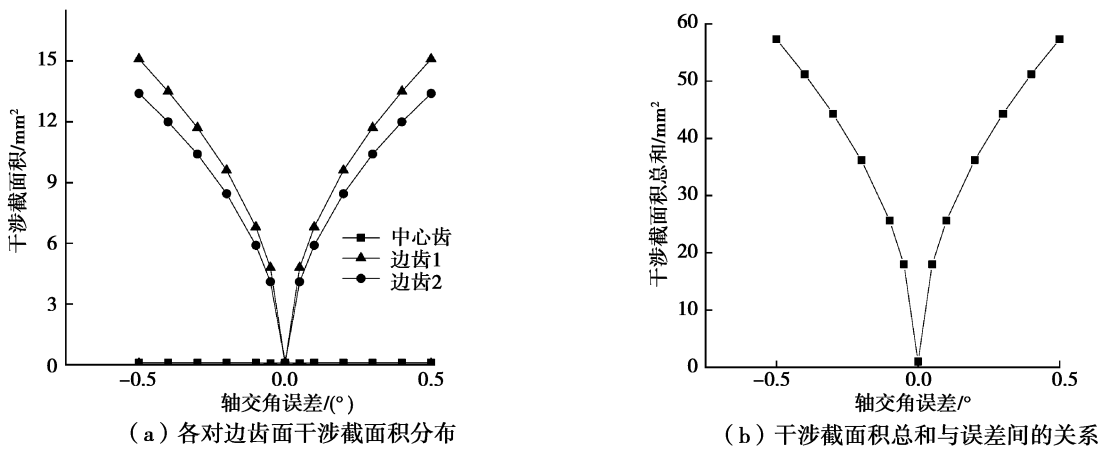 干涉截面积/mm²
15
12
9
6
3
0
−0.5
0.0
0.5
中心齿
边齿1
边齿2
轴交角误差/(°)
（a）各对边齿面干涉截面积分布
干涉截面积总和/mm²
60
50
40
30
20
10
0
−0.5
0.0
0.5
轴交角误差/°
（b）干涉截面积总和与误差间的关系